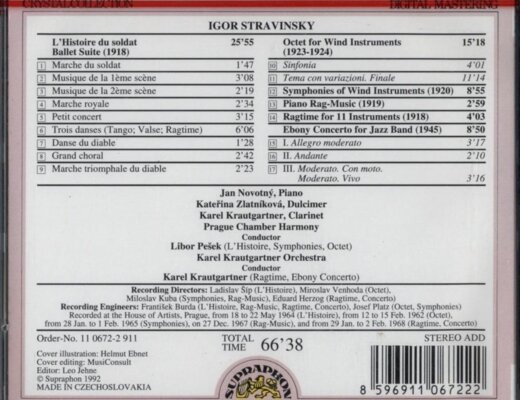 CRYSTAL COLLECTION DIGITAL MASTERING
IGOR STRAVINSKY
L'Histoire du soldat 25'55
Ballet Suite (1918)
1 Marche du soldat 1'47
2 Musique de la 1ème scène 3'08
3 Musique de la 2ème scène 2'19
4 Marche royale 2'34
5 Petit concert 3'15
6 Trois danses (Tango; Valse; Ragtime) 6'06
7 Danse du diable 1'28
8 Grand choral 2'42
9 Marche triomphale du diable 2'23
Octet for Wind Instruments 15'18
(1923-1924)
10 Sinfonia 4'01
11 Tema con variazioni. Finale 11'14
12 Symphonies of Wind Instruments (1920) 8'55
13 Piano Rag-Music (1919) 2'59
14 Ragtime for 11 Instruments (1918) 4'03
Ebony Concerto for Jazz Band (1945) 8'50
15 I. Allegro moderato 3'17
16 II. Andante 2'10
17 III. Moderato. Con moto.
Moderato. Vivo 3'16
Jan Novotný, Piano
Kateřina Zlatníková, Dulcimer
Karel Krautgartner, Clarinet
Prague Chamber Harmony
Conductor
Libor Pešek (L'Histoire, Symphonies, Octet)
Karel Krautgartner Orchestra
Conductor
Karel Krautgartner (Ragtime, Ebony Concerto)
Recording Directors: Ladislav Šíp (L'Histoire), Miroslav Venhoda (Octet),
Miloslav Kuba (Symphonies, Rag-Music), Eduard Herzog (Ragtime, Concerto)
Recording Engineers: František Burda (L'Histoire), Josef Platz (Octet, Symphonies)
Recorded at the House of Artists, Prague, from 18 to 22 May 1964 (L'Histoire), from 12 to 15 Feb. 1962 (Octet),
from 28 Jan. to 1 Feb. 1965 (Symphonies), on 27 Dec. 1967 (Rag-Music), and from 29 Jan. to 2 Feb. 1968 (Ragtime, Concerto)
Order-No. 11 0672-2 911
TOTAL
TIME 66'38
STEREO ADD
Cover illustration: Helmut Ebnet
Cover editing: MusiConsult
Editor: Leo Jehne
© Supraphon 1992
MADE IN CZECHOSLOVAKIA
SUPRAPHON
8 596911 067222